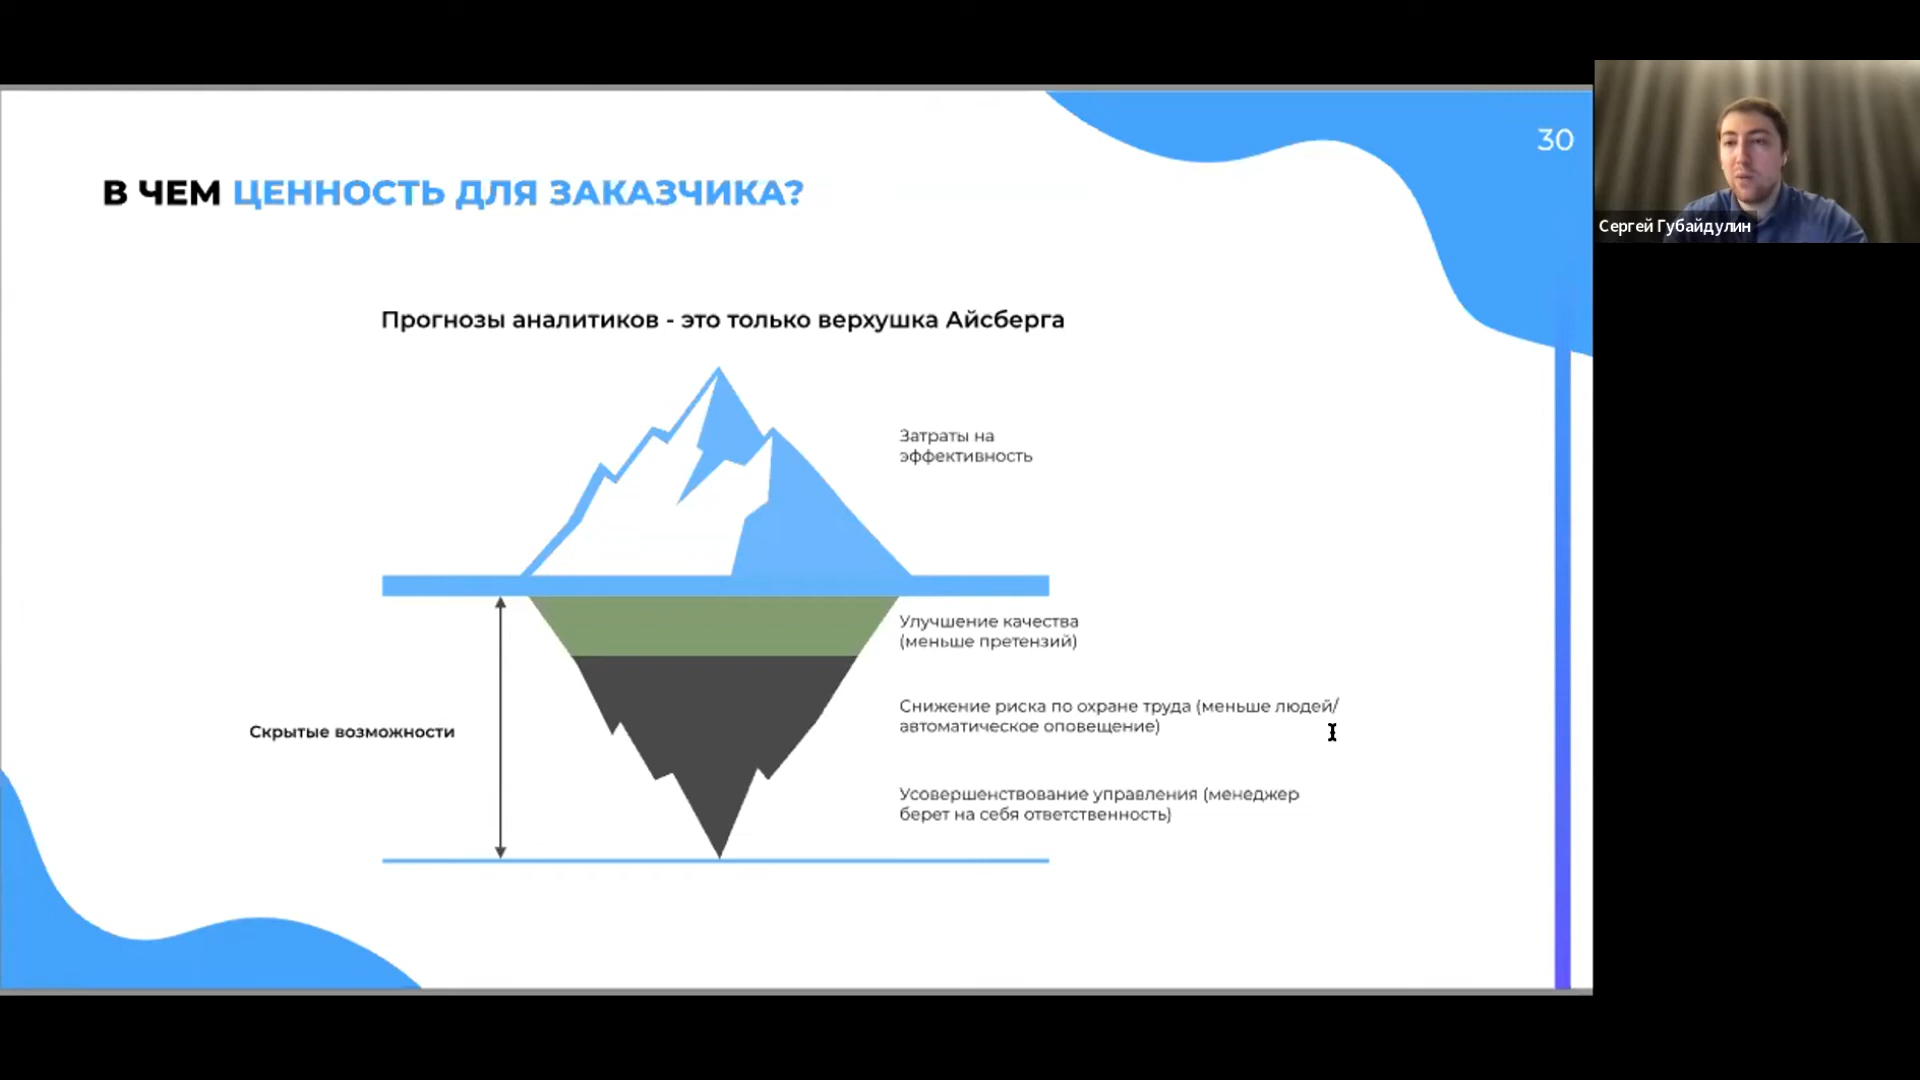 30
В ЧЕМ ЦЕННОСТЬ ДЛЯ ЗАКАЗЧИКА?
Сергей Губайдулин
Прогнозы аналитиков - это только верхушка Айсберга
Затраты на
эффективность
Улучшение качества
(меньше претензий)
Скрытые возможности
Снижение риска по охране труда (меньше людей/
автоматическое оповещение)
Усовершенствование управления (менеджер
берет на себя ответственность)